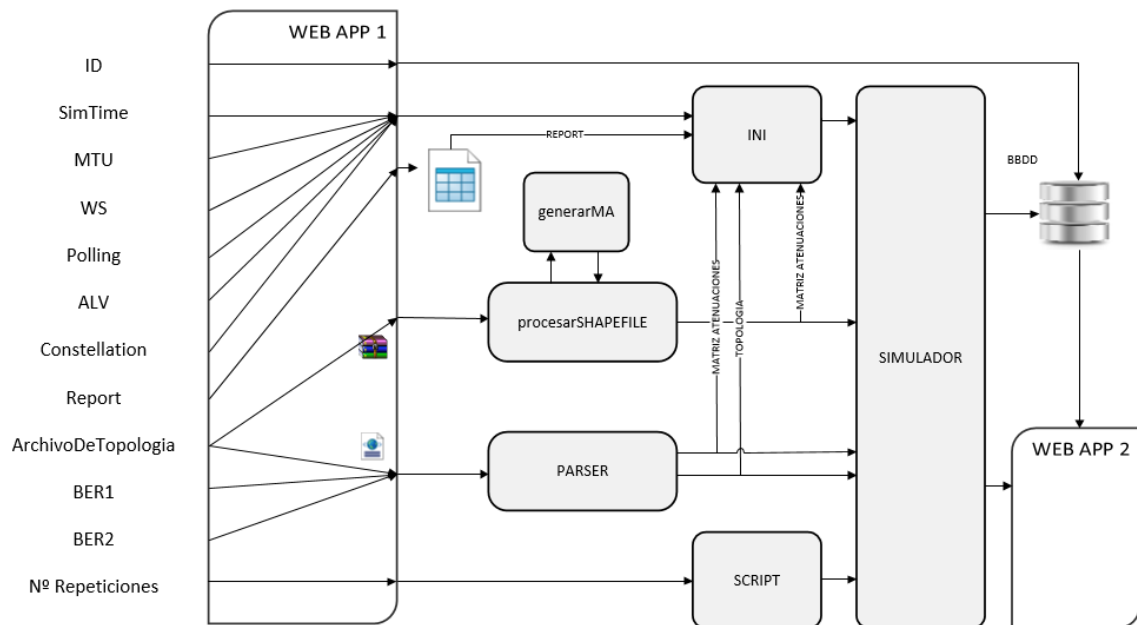 WEB APP 1
ID
SimTime
MTU
WS
Polling
ALV
Constellation
Report
ArchivoDeTopologia
BER1
BER2
Nº Repeticiones
REPORT
INI
generarMA
procesarSHAPEFILE
MATRIZ ATENUACIONES
TOPOLOGIA
MATRIZ ATENUACIONES
PARSER
SCRIPT
SIMULADOR
BBDD
WEB APP 2